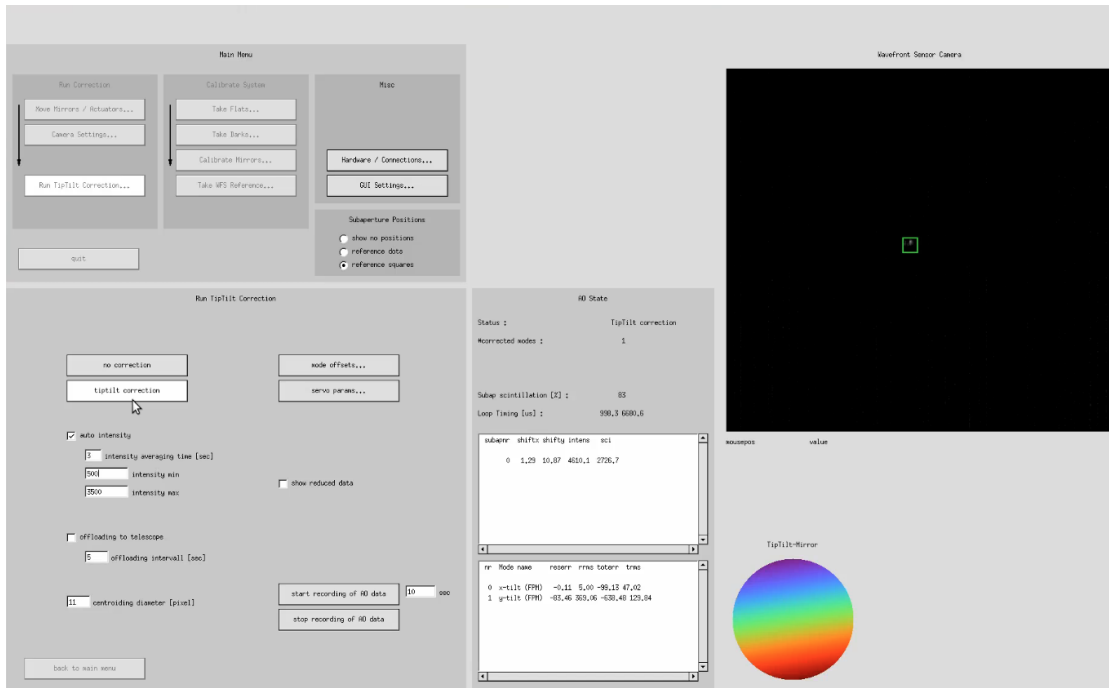 Main Menu
Run Correction
Move Mirrors / Actuators...
Camera Settings...
Run TipTilt Correction...
Calibrate System
Take Flats...
Take Darks...
Calibrate Mirrors...
Take WFS Reference...
Misc
Hardware / Connections...
GUI Settings...
Subaperture Positions
show no positions
reference dots
reference squares
quit
Run TipTilt Correction
no correction
tiptilt correction
mode offsets...
servo params...
auto intensity
3 intensity averaging time [sec]
500 intensity min
3500 intensity max
show reduced data
offloading to telescope
5 offloading intervall [sec]
11 centroiding diameter [pixel]
start recording of AO data 10 sec
stop recording of AO data
back to main menu
AO State
Status : TipTilt correction
#corrected modes : 1
Subap scintillation [%] : 83
Loop Timing [us] : 998.3 6680.6
subapnr shiftx shifty intens sci
0 1.29 10.87 4610.1 2726.7
nr Mode name reserr rrms toterr trms
0 x-tilt (FPM) -0.11 5.00 -99.13 47.02
1 y-tilt (FPM) -83.46 369.06 -638.48 129.84
Wavefront Sensor Camera
mousepos value
TipTilt-Mirror